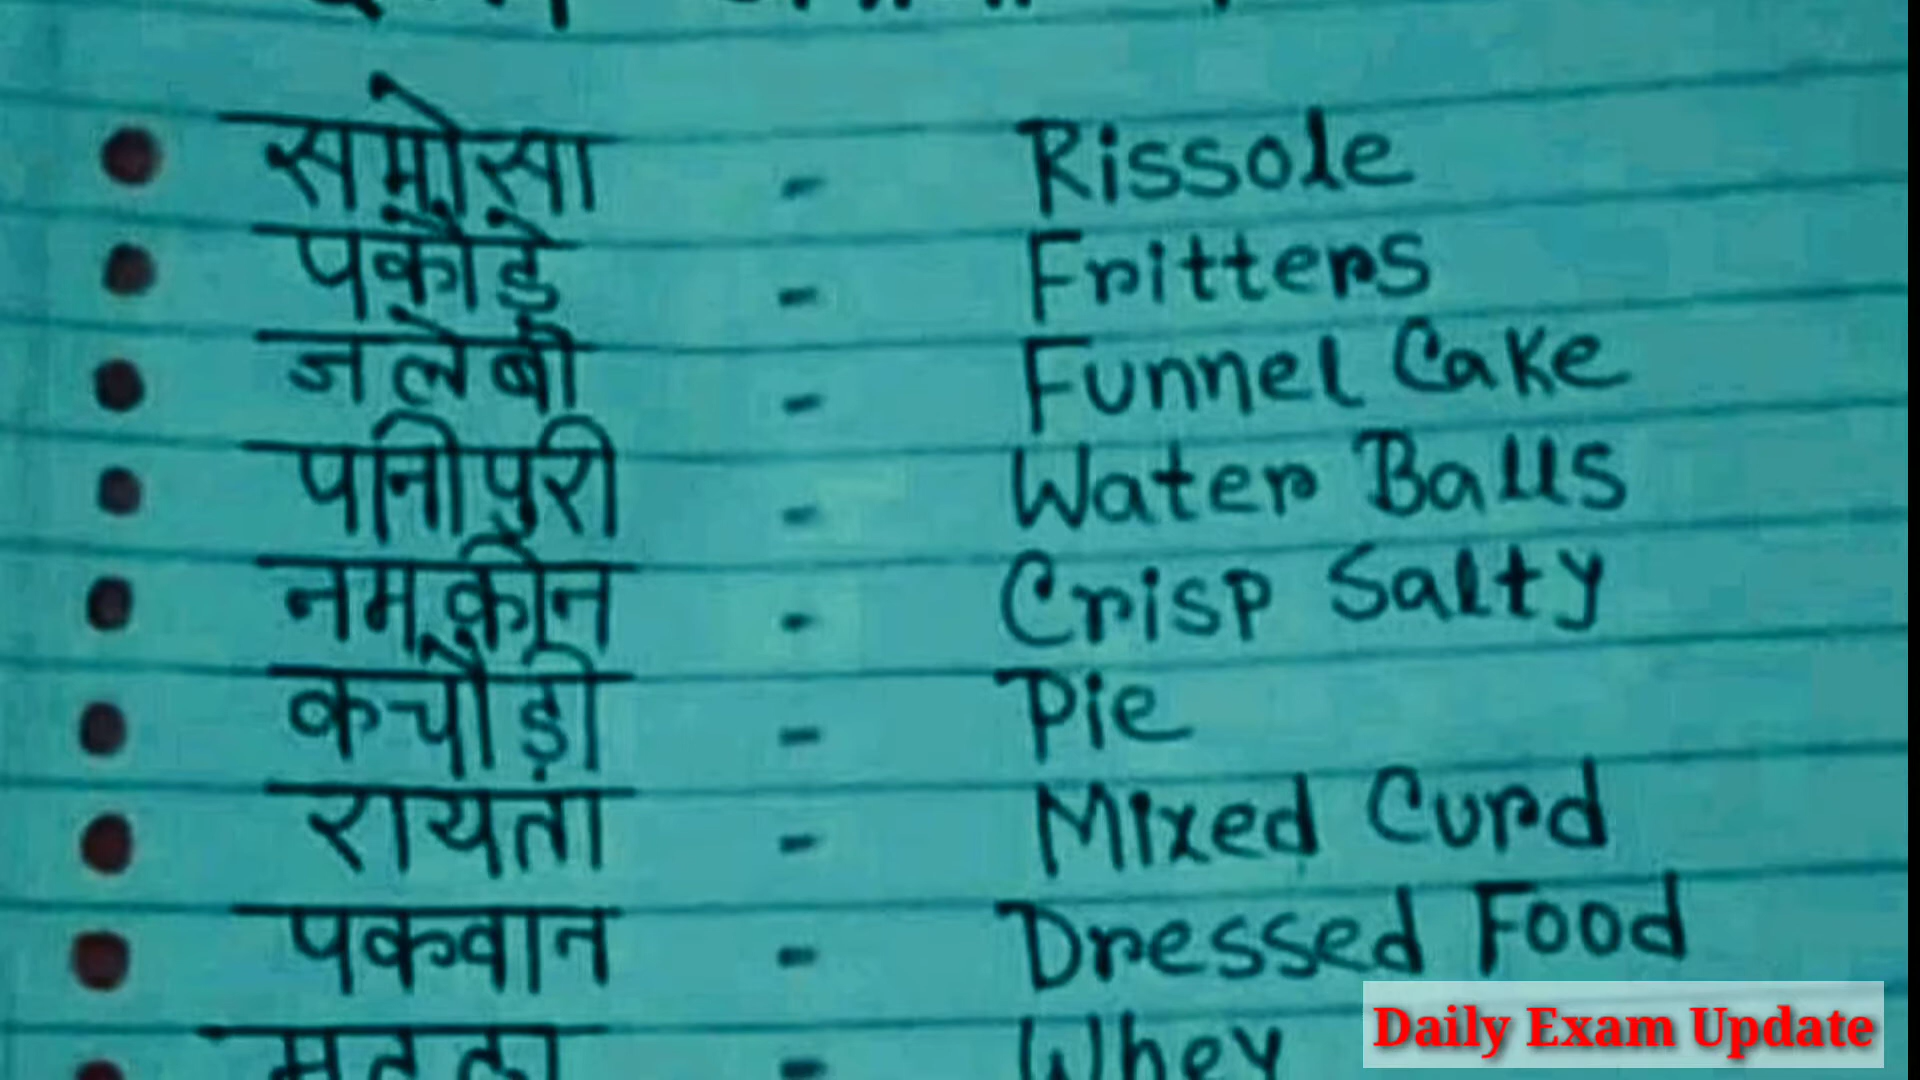 समोसा - Rissole
पकौडे - Fritters
जलेबी - Funnel Cake
पानीपुरी - Water Balls
नमकीन - Crisp Salty
कचौड़ी - Pie
रायता - Mixed Curd
पकवान - Dressed Food
- Whey
Daily Exam Update